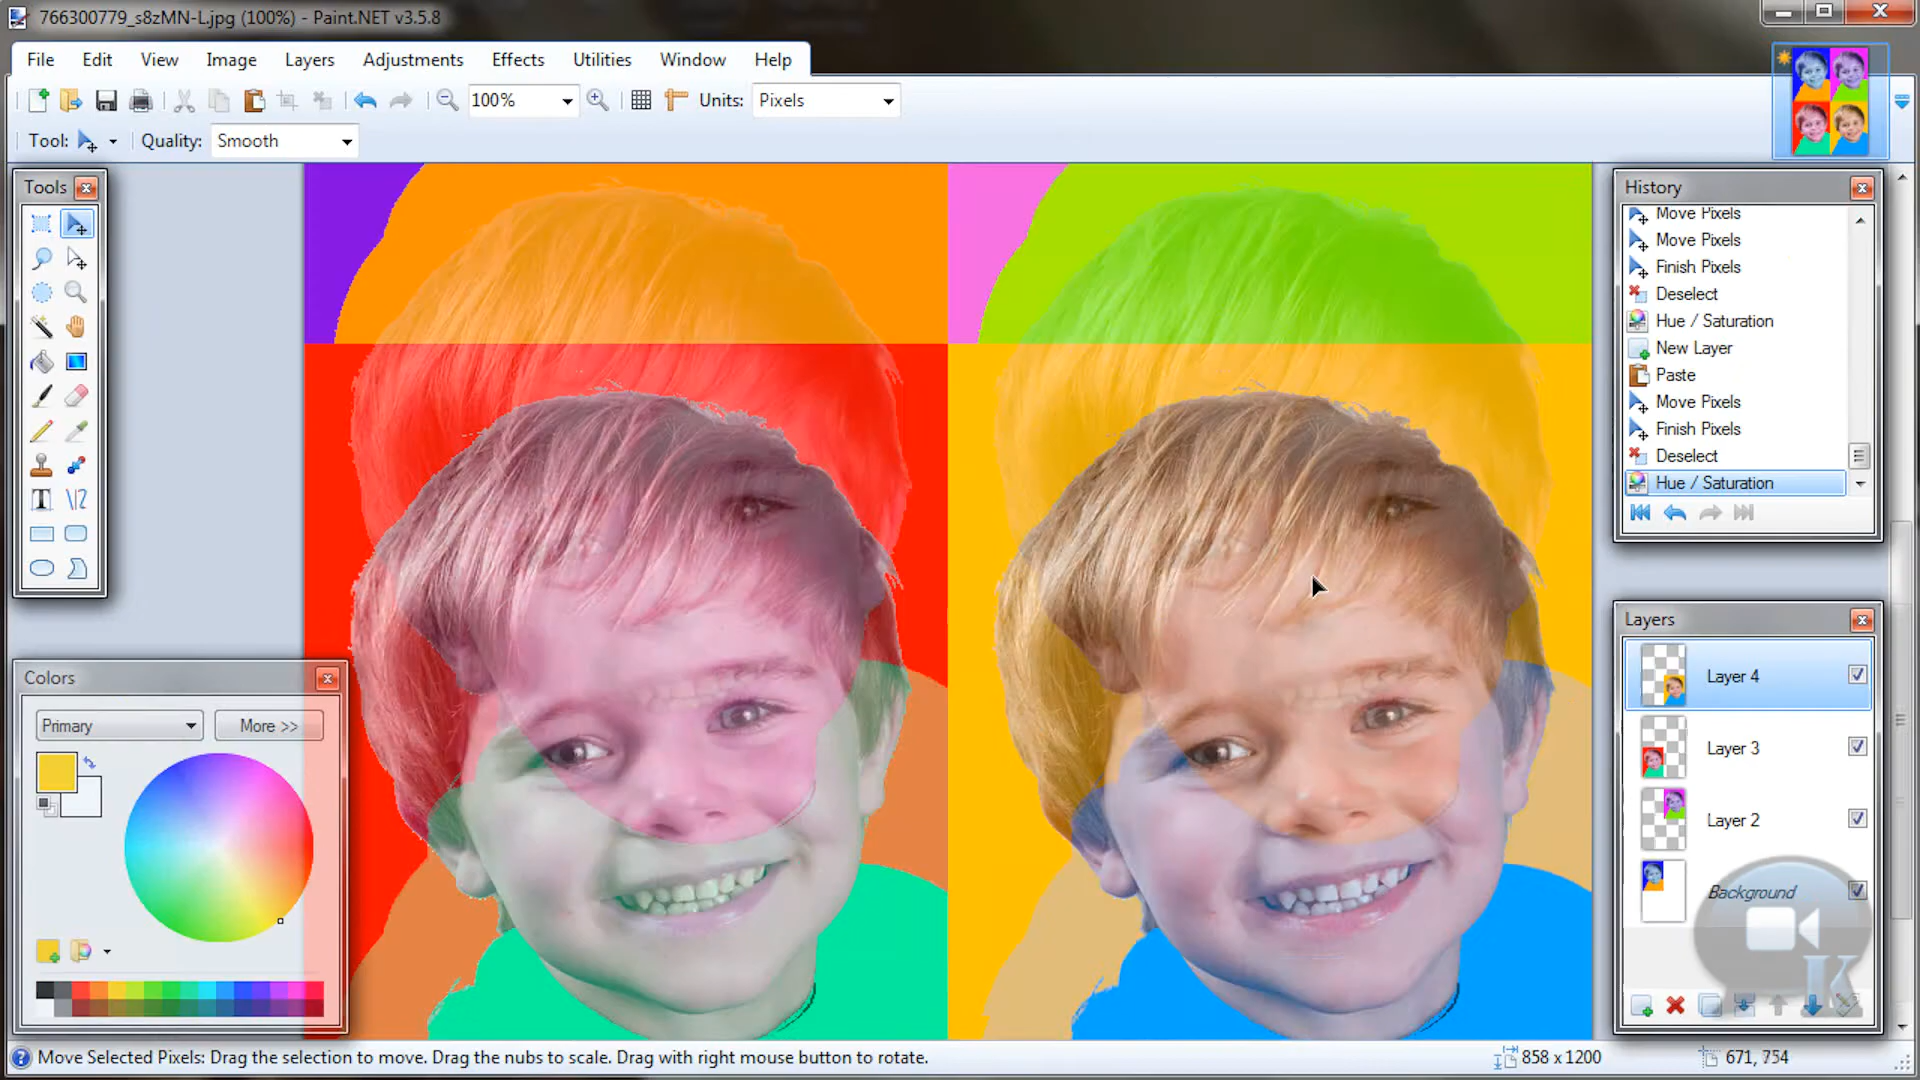 766300779_s8zMN-L.jpg (100%) - Paint.NET v3.5.8
File Edit View Image Layers Adjustments Effects Utilities Window Help
100% Units: Pixels
Tool: Quality: Smooth
Tools
History
Move Pixels
Move Pixels
Finish Pixels
Deselect
Hue / Saturation
New Layer
Paste
Move Pixels
Finish Pixels
Deselect
Hue / Saturation
Colors
Primary More >>
Layers
Layer 4
Layer 3
Layer 2
Background
K
Move Selected Pixels: Drag the selection to move. Drag the nubs to scale. Drag with right mouse button to rotate.
858 x 1200
671, 754